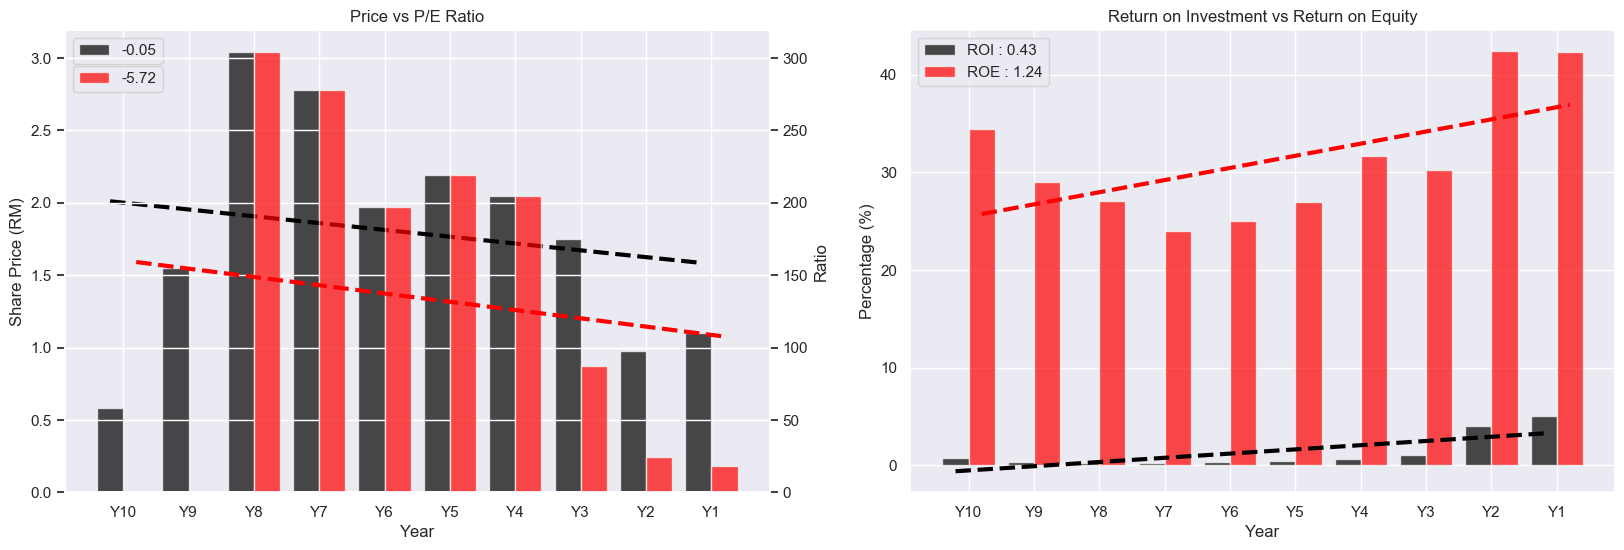 Price vs P/E Ratio
-0.05
-5.72
Share Price (RM)
3.0
2.5
2.0
1.5
1.0
0.5
0.0
300
250
200
150
100
50
0
Ratio
Y10 Y9 Y8 Y7 Y6 Y5 Y4 Y3 Y2 Y1
Year
Return on Investment vs Return on Equity
ROI : 0.43
ROE : 1.24
Percentage (%)
40
30
20
10
0
Y10 Y9 Y8 Y7 Y6 Y5 Y4 Y3 Y2 Y1
Year